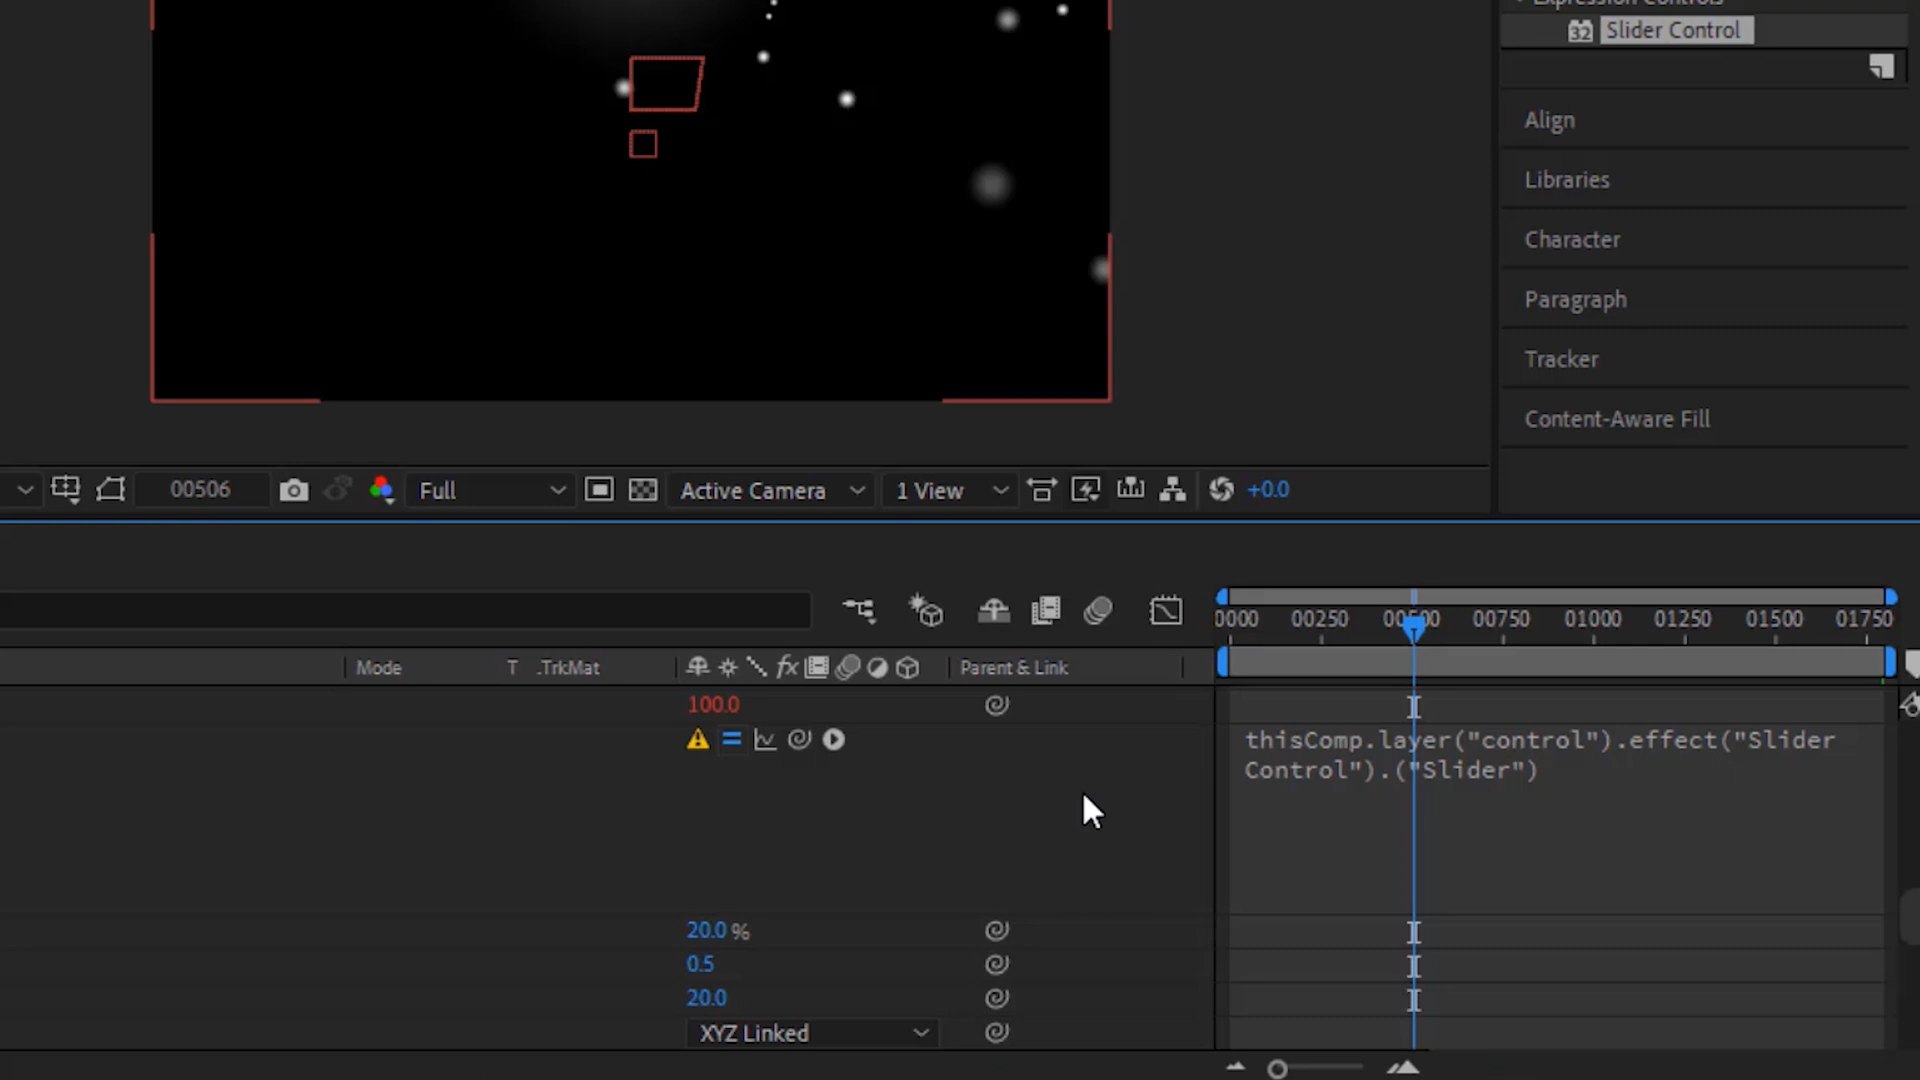 Slider Control
Align
Libraries
Character
Paragraph
Tracker
Content-Aware Fill
00506
Full
Active Camera
1 View
+0.0
0000 00250 00500 00750 01000 01250 01500 01750
Mode T .TrkMat fx Parent & Link
100.0
thisComp.layer("control").effect("Slider
Control").("Slider")
20.0 %
0.5
20.0
XYZ Linked